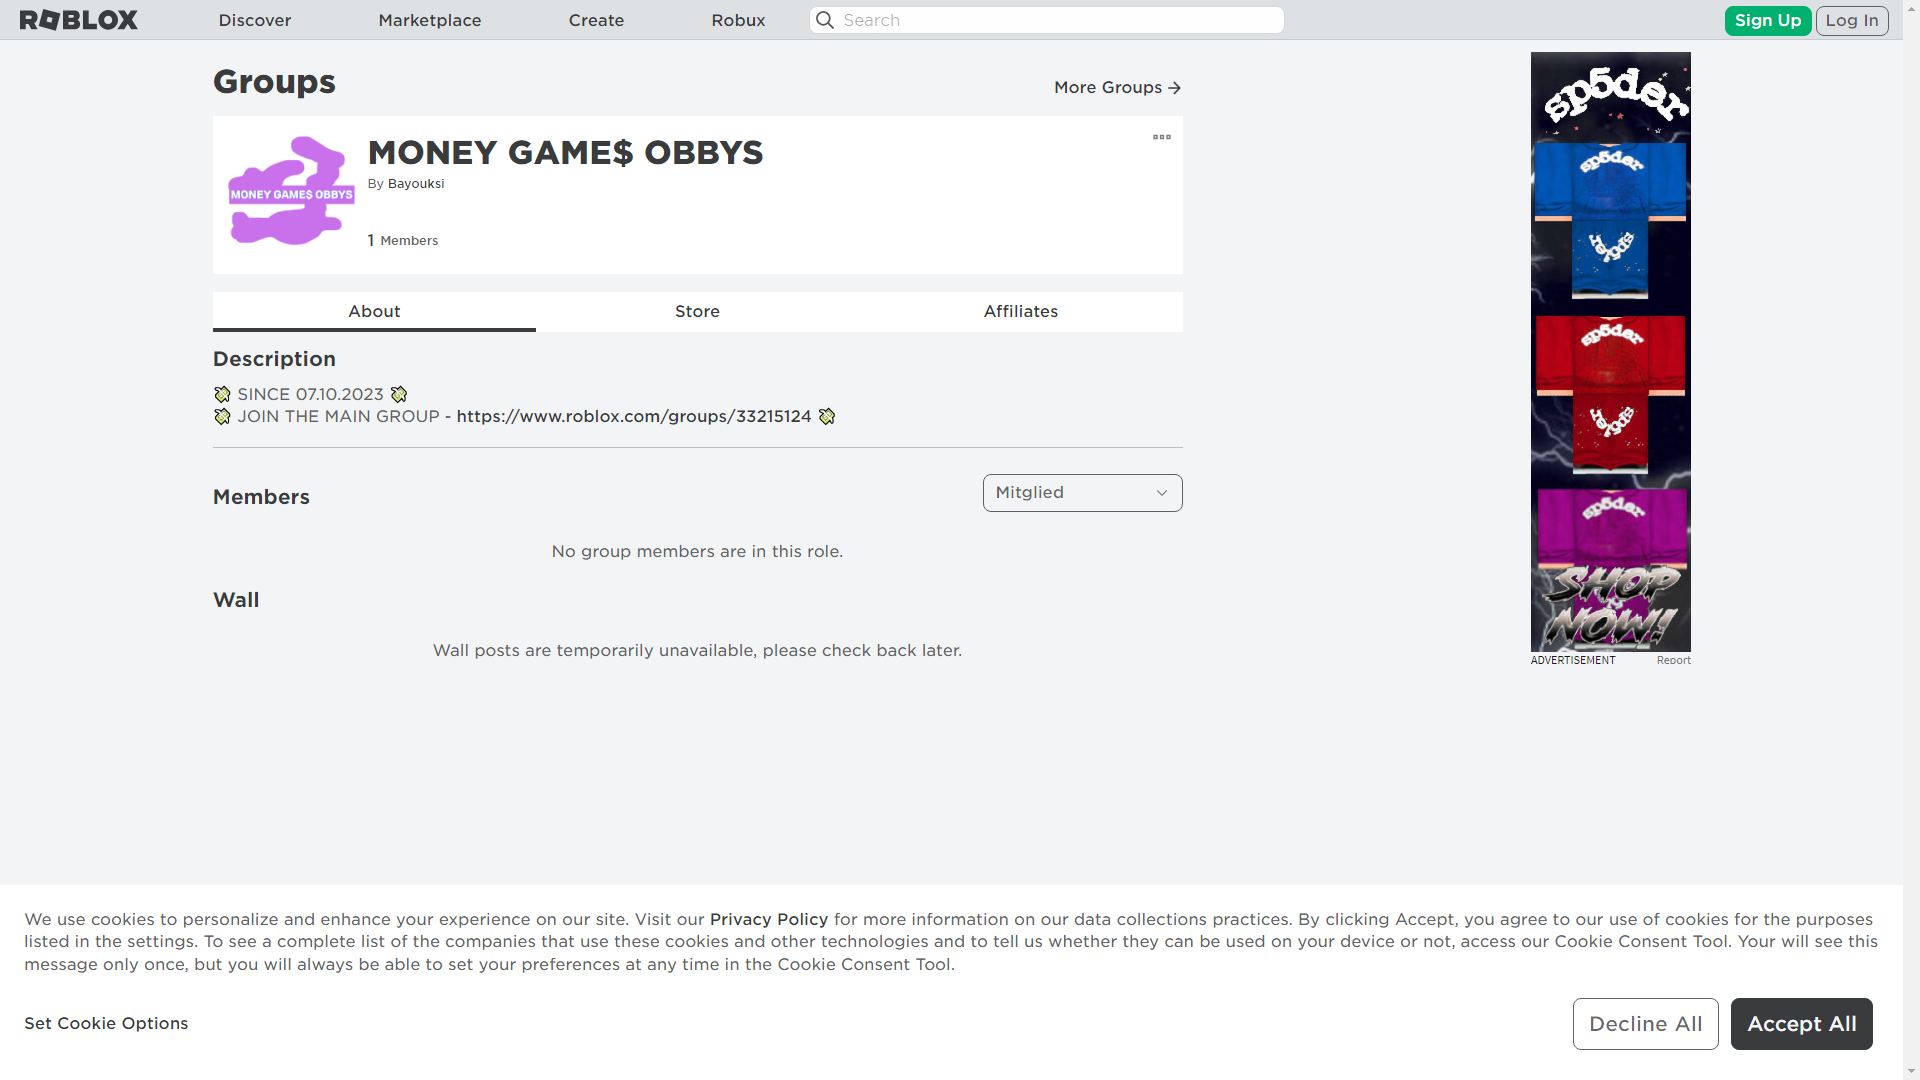 ROBLOX
Discover
Marketplace
Create
Robux
Search
Sign Up
Log In
Groups
More Groups
MONEY GAME$ OBBYS
MONEY GAME$ OBBYS
By Bayouksi
1 Members
About
Store
Affiliates
Description
SINCE 07.10.2023
JOIN THE MAIN GROUP - https://www.roblox.com/groups/33215124
Members
Mitglied
No group members are in this role.
Wall
Wall posts are temporarily unavailable, please check back later.
sp5der
sp5der
sp5der
sp5der
sp5der
sp5der
SHOP
NOW!
ADVERTISEMENT
Report
We use cookies to personalize and enhance your experience on our site. Visit our Privacy Policy for more information on our data collections practices. By clicking Accept, you agree to our use of cookies for the purposes
listed in the settings. To see a complete list of the companies that use these cookies and other technologies and to tell us whether they can be used on your device or not, access our Cookie Consent Tool. Your will see this
message only once, but you will always be able to set your preferences at any time in the Cookie Consent Tool.
Set Cookie Options
Decline All
Accept All